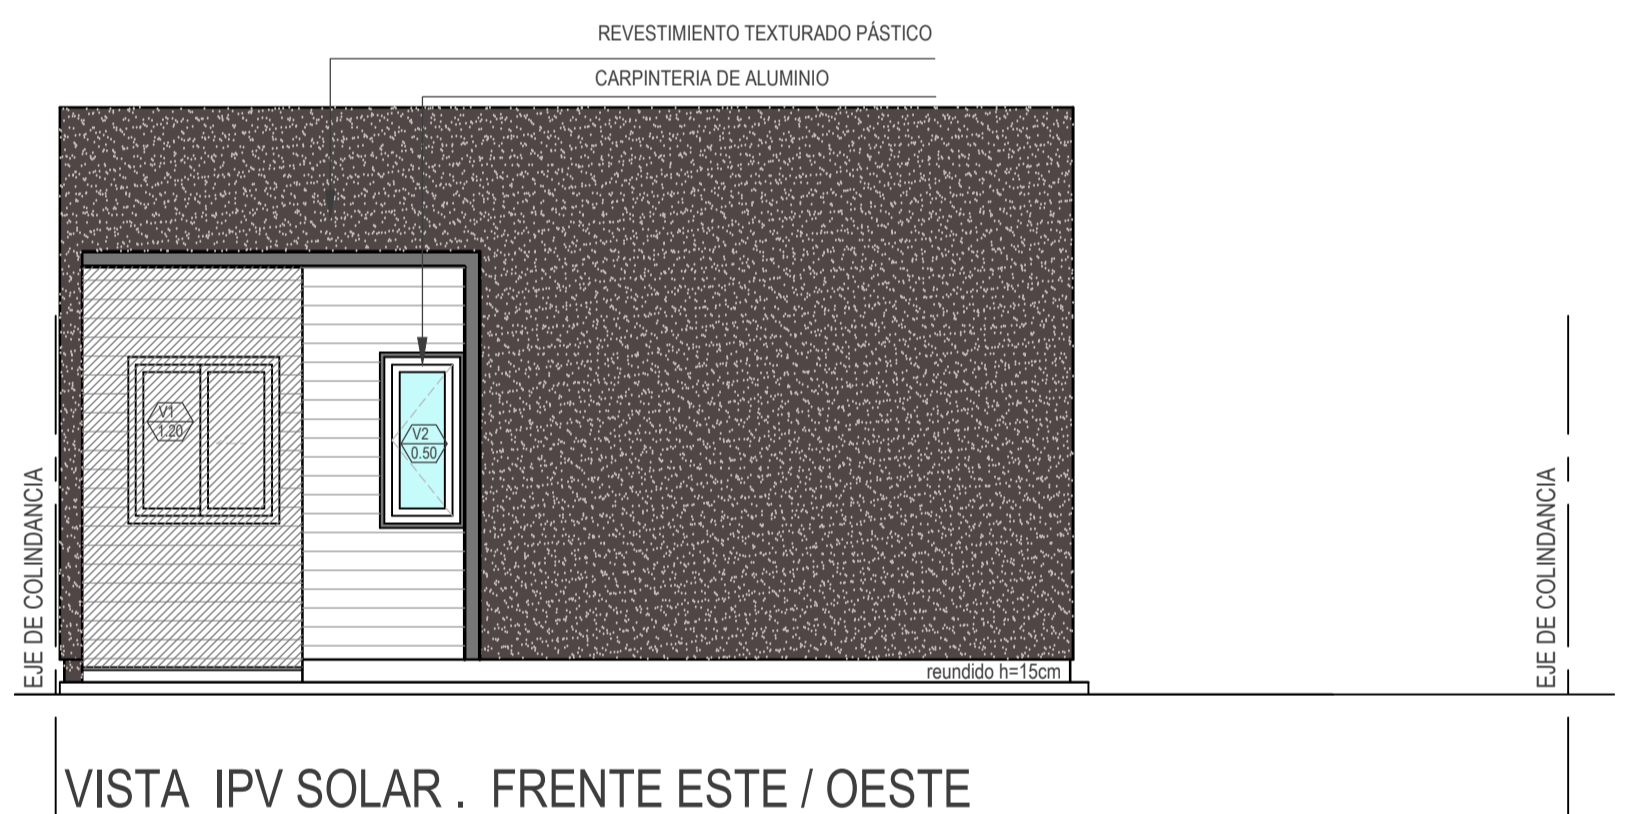 REVESTIMIENTO TEXTURADO PÁSTICO
CARPINTERIA DE ALUMINIO
V1
1.20
V2
0.50
EJE DE COLINDANCIA
EJE DE COLINDANCIA
reundido h=15cm
VISTA IPV SOLAR . FRENTE ESTE / OESTE